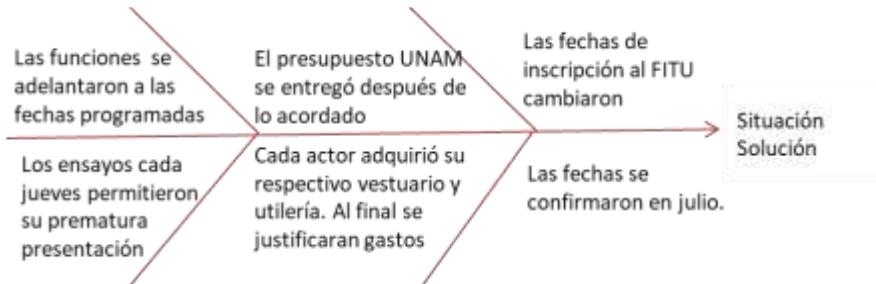 Las funciones se
adelantaron a las
fechas programadas
El presupuesto UNAM
se entregó después de
lo acordado
Las fechas de
inscripción al FITU
cambiaron
Situación
Solución
Los ensayos cada
jueves permitieron
su prematura
presentación
Cada actor adquirió su
respectivo vestuario y
utilería. Al final se
justificaran gastos
Las fechas se
confirmaron en julio.